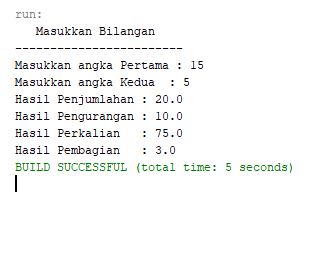 run:
   Masukkan Bilangan
------------------------
Masukkan angka Pertama : 15
Masukkan angka Kedua  : 5
Hasil Penjumlahan : 20.0
Hasil Pengurangan : 10.0
Hasil Perkalian   : 75.0
Hasil Pembagian   : 3.0
BUILD SUCCESSFUL (total time: 5 seconds)